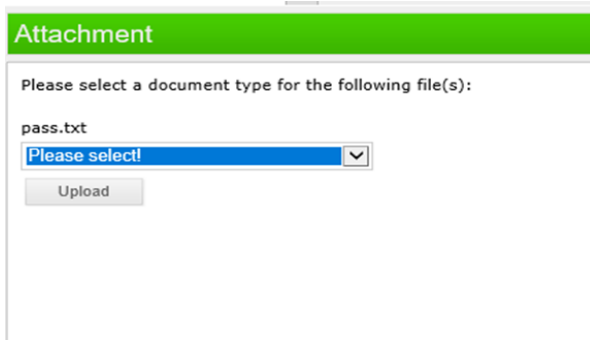 Attachment
Please select a document type for the following file(s):
pass.txt
Please select!
Upload